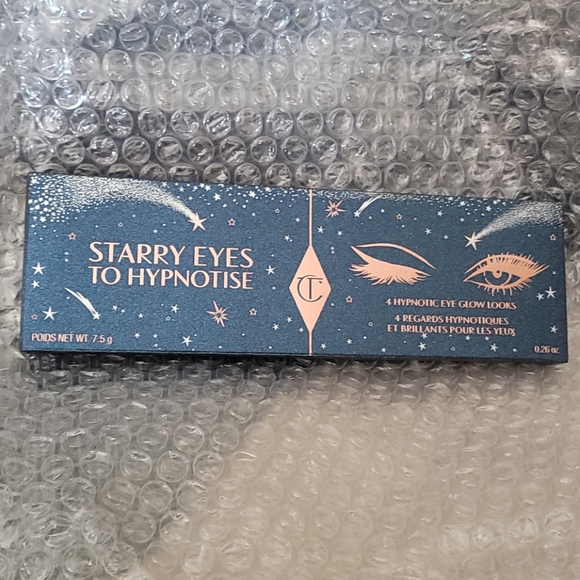 STARRY EYES
TO HYPNOTISE
POIDS NET WT. 7.5 g
CT
4 HYPNOTIC EYE GLOW LOOKS
4 REGARDS HYPNOTIQUES
ET BRILLANTS POUR LES YEUX
0.26 oz.